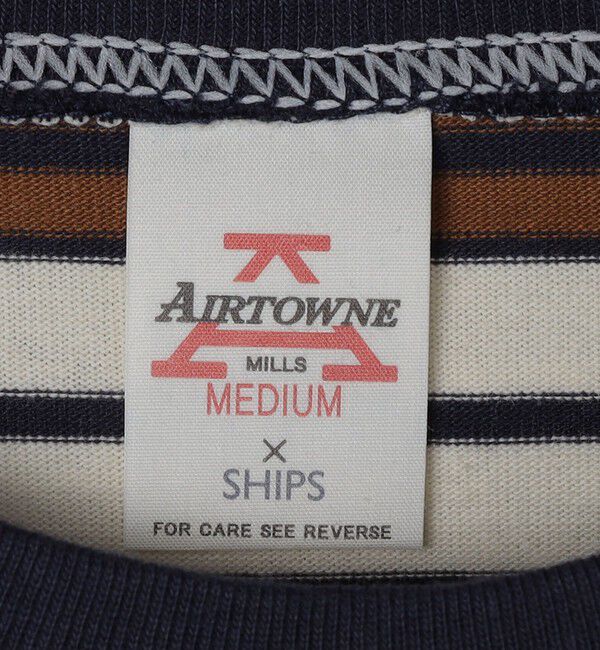 AIRTOWNE
MILLS
MEDIUM
×
SHIPS
FOR CARE SEE REVERSE